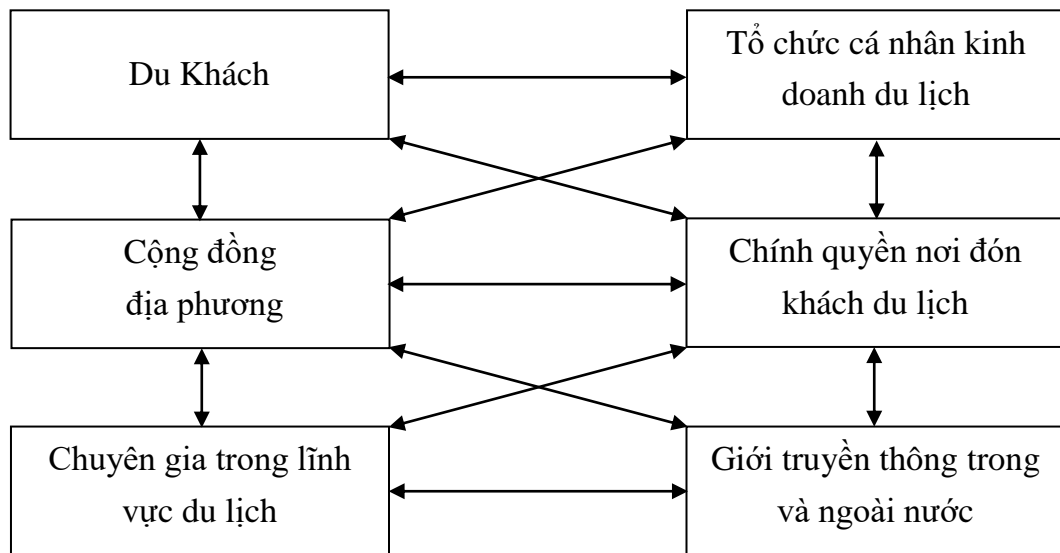 Du Khách
Tổ chức cá nhân kinh
doanh du lịch
Cộng đồng
địa phương
Chính quyền nơi đón
khách du lịch
Chuyên gia trong lĩnh
vực du lịch
Giới truyền thông trong
và ngoài nước